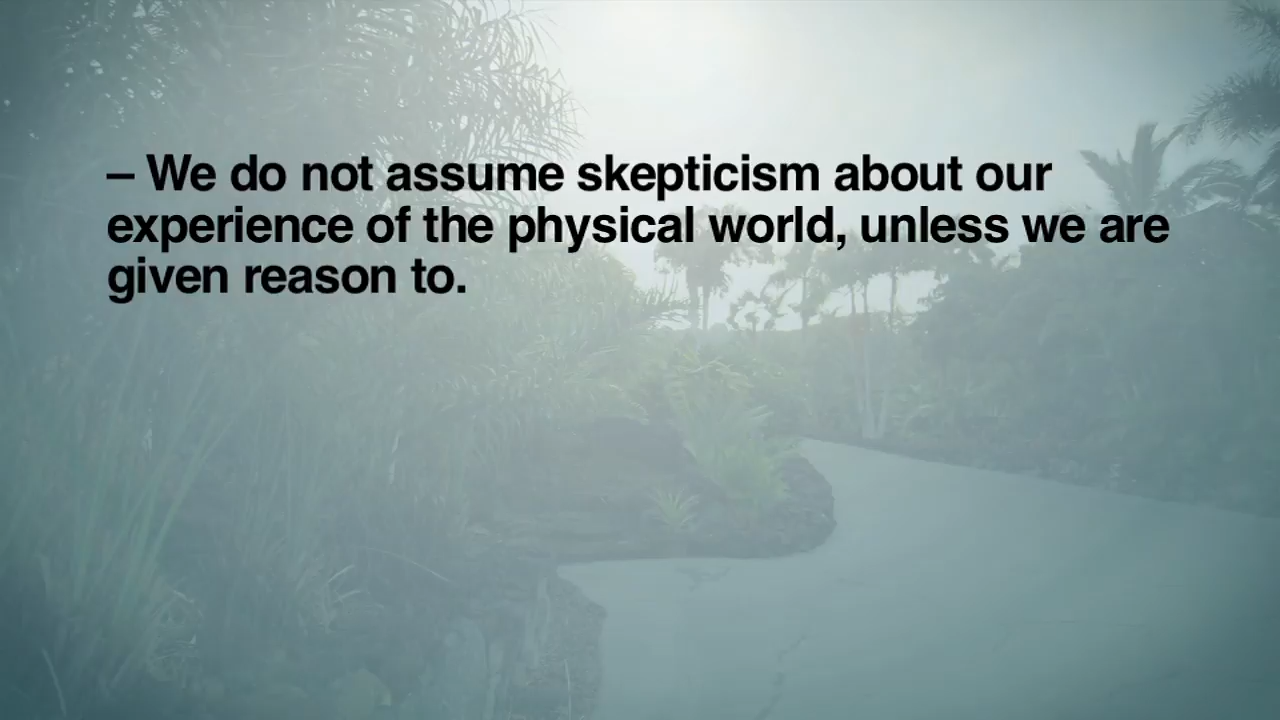 – We do not assume skepticism about our
experience of the physical world, unless we are
given reason to.